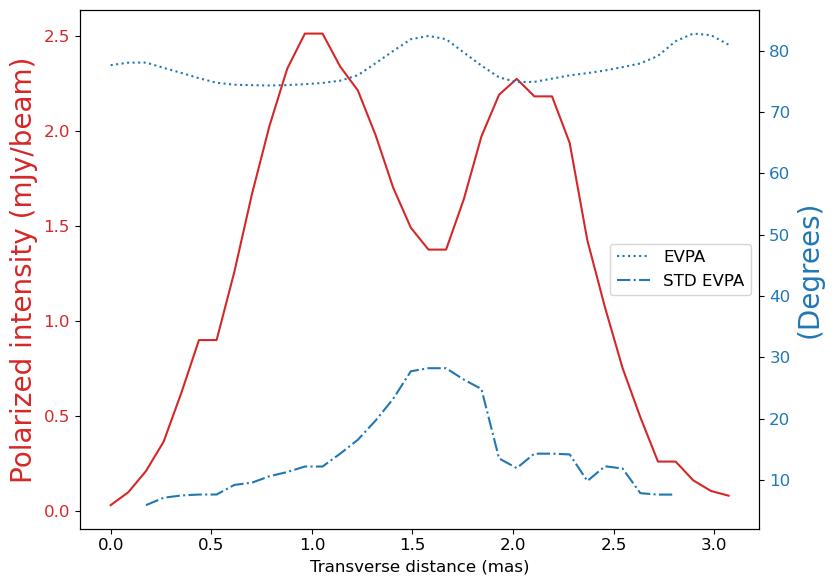 2.5
2.0
1.5
1.0
0.5
0.0
Polarized intensity (mJy/beam)
0.0 0.5 1.0 1.5 2.0 2.5 3.0
Transverse distance (mas)
EVPA
STD EVPA
80
70
60
50
40
30
20
10
(Degrees)